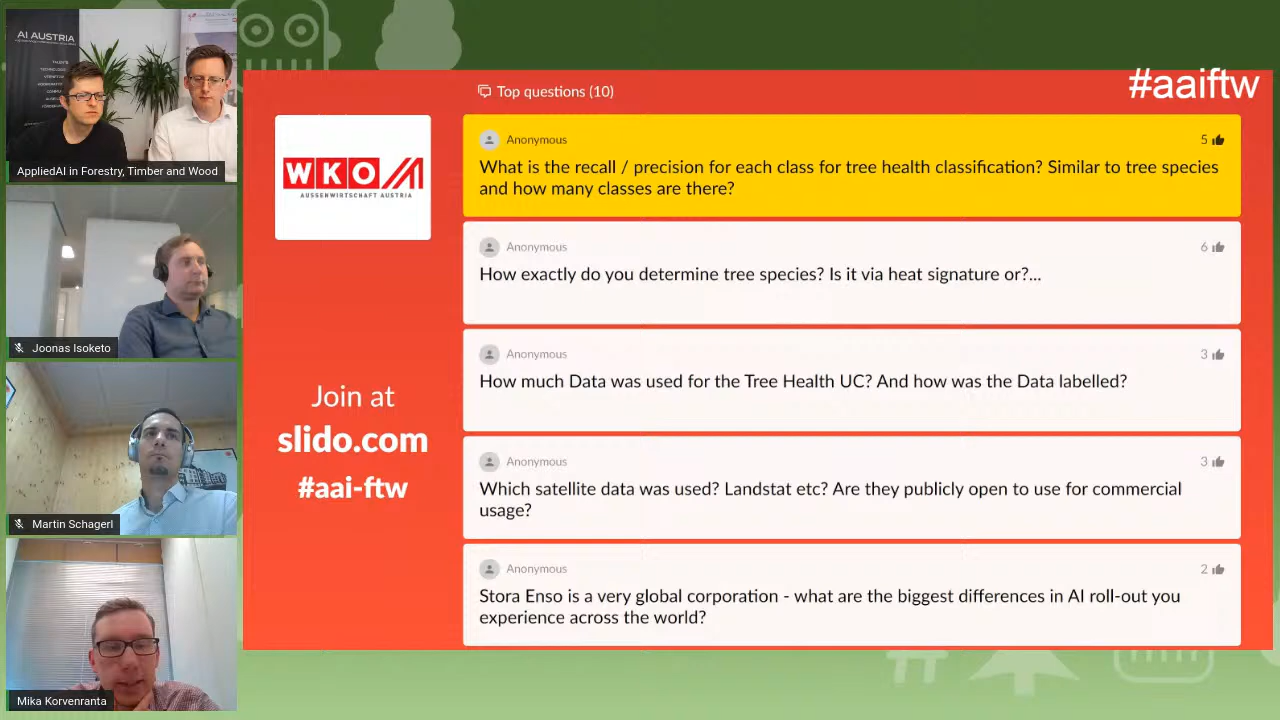 AI AUSTRIA
AppliedAI in Forestry, Timber and Wood
Joonas Isoketo
Martin Schagerl
Mika Korvenranta
#aaiftw
Top questions (10)
WKO
AUSSENWIRTSCHAFT AUSTRIA
Join at
slido.com
#aai-ftw
Anonymous
5
What is the recall / precision for each class for tree health classification? Similar to tree species
and how many classes are there?
Anonymous
6
How exactly do you determine tree species? Is it via heat signature or?...
Anonymous
3
How much Data was used for the Tree Health UC? And how was the Data labelled?
Anonymous
3
Which satellite data was used? Landstat etc? Are they publicly open to use for commercial
usage?
Anonymous
2
Stora Enso is a very global corporation - what are the biggest differences in AI roll-out you
experience across the world?